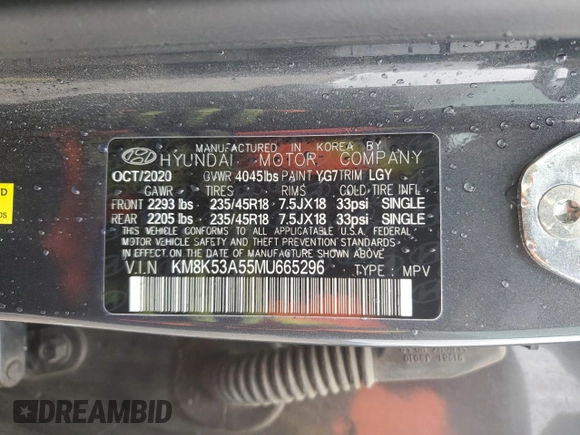 MANUFACTURED IN KOREA BY
HYUNDAI MOTOR COMPANY
OCT/2020 GVWR 4045lbs PAINT YG7 TRIM LGY
GAWR TIRES RIMS COLD TIRE INFL
FRONT 2293 lbs 235/45R18 7.5JX18 33psi SINGLE
REAR 2205 lbs 235/45R18 7.5JX18 33psi SINGLE
THIS VEHICLE CONFORMS TO ALL APPLICABLE U.S.A. FEDERAL
MOTOR VEHICLE SAFETY, BUMPER, AND THEFT PREVENTION STANDARDS
IN EFFECT ON THE DATE OF MANUFACTURE SHOWN ABOVE
V.I.N KM8K53A55MU665296 TYPE : MPV
DREAMBID